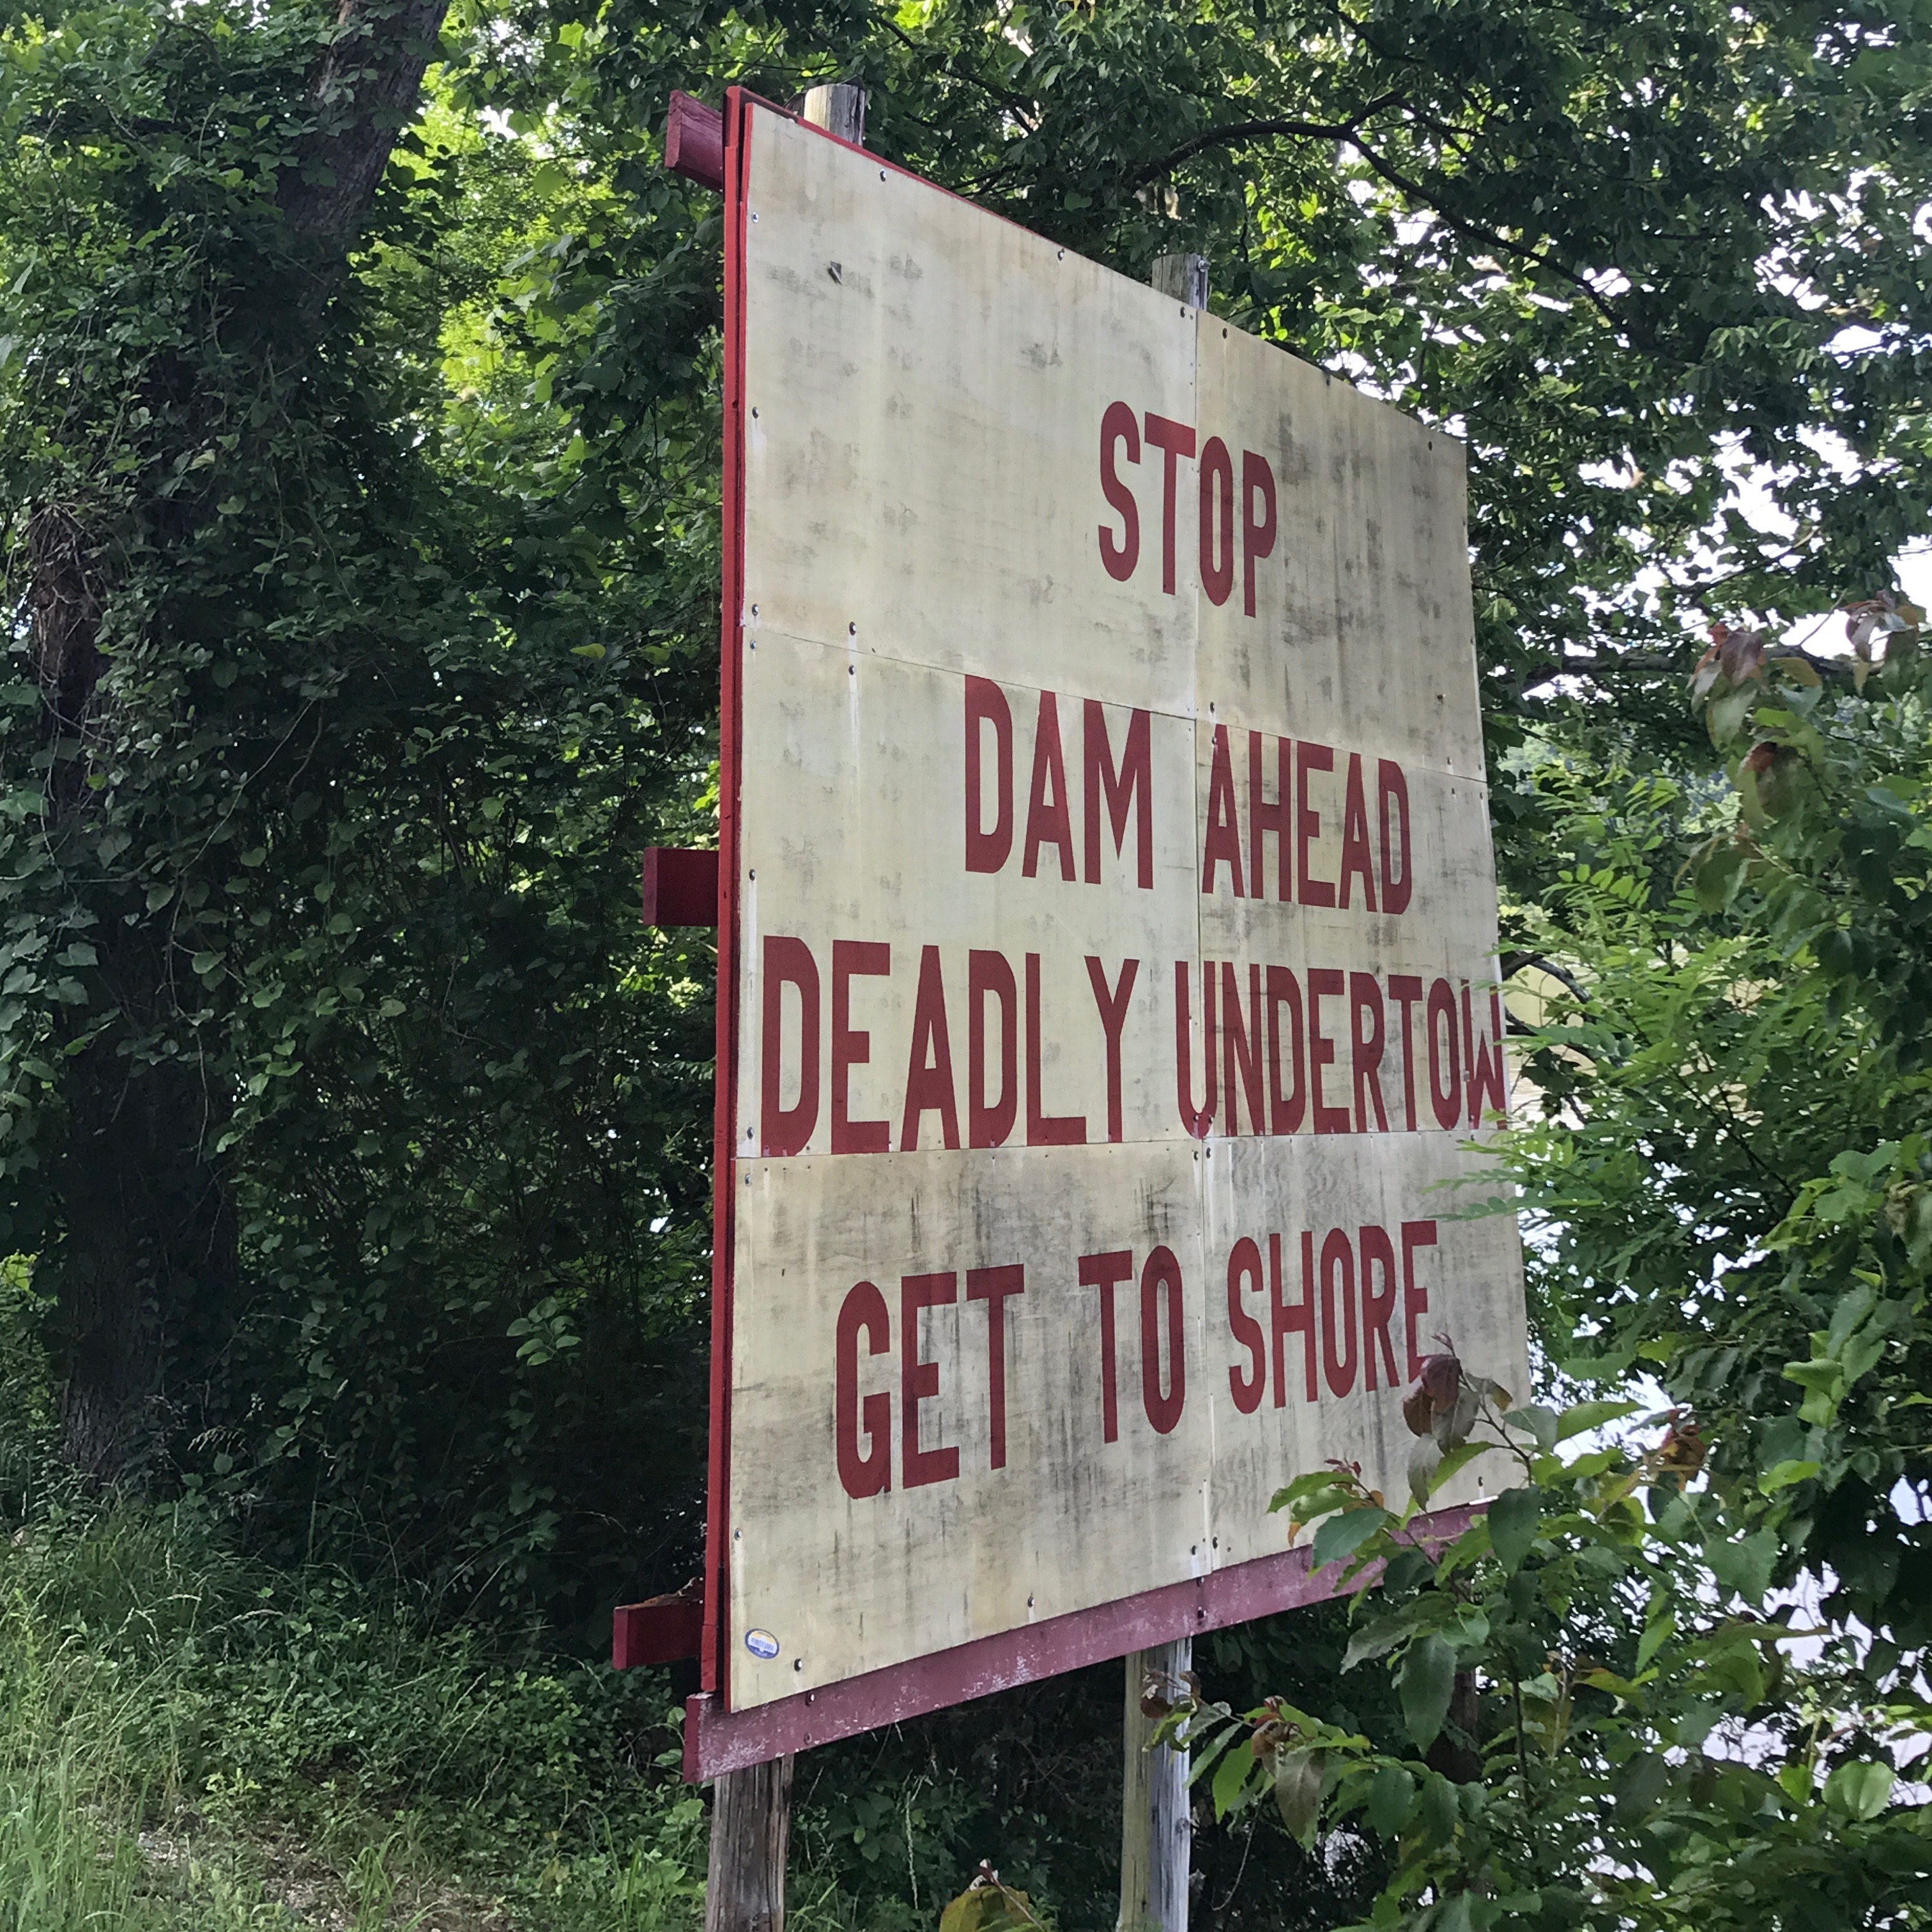 STOP
DAM AHEAD
DEADLY UNDERTOW
GET TO SHORE